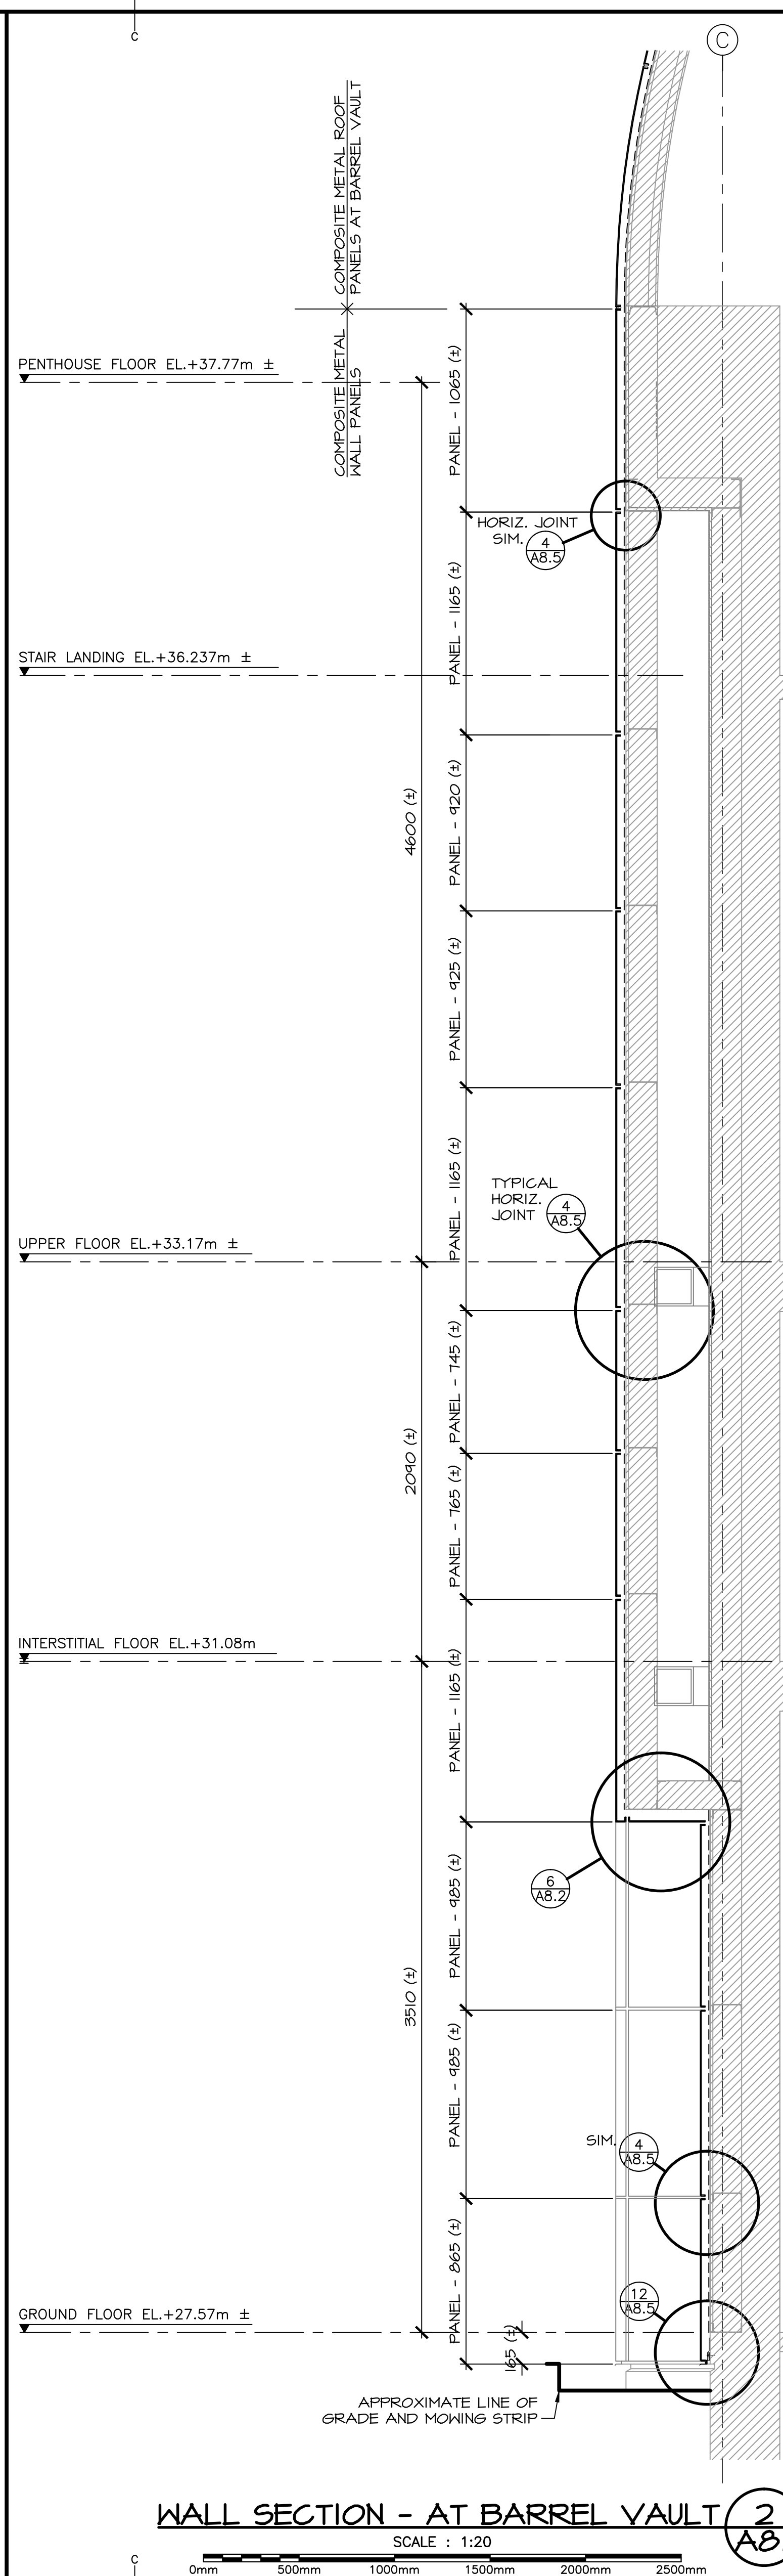 C
C
COMPOSITE METAL ROOF
PANELS AT BARREL VAULT
COMPOSITE METAL
WALL PANELS
PENTHOUSE FLOOR EL.+37.77m ±
PANEL - 1065 (±)
HORIZ. JOINT
SIM.
4
A8.5
PANEL - 1165 (±)
STAIR LANDING EL.+36.237m ±
4600 (±)
PANEL - 920 (±)
PANEL - 925 (±)
PANEL - 1165 (±)
TYPICAL
HORIZ.
JOINT
4
A8.5
UPPER FLOOR EL.+33.17m ±
PANEL - 745 (±)
2090 (±)
PANEL - 765 (±)
INTERSTITIAL FLOOR EL.+31.08m
PANEL - 1165 (±)
6
A8.2
PANEL - 985 (±)
3510 (±)
PANEL - 985 (±)
SIM.
4
A8.5
PANEL - 865 (±)
12
A8.5
GROUND FLOOR EL.+27.57m ±
165 (±)
APPROXIMATE LINE OF
GRADE AND MOWING STRIP
WALL SECTION - AT BARREL VAULT
2
A8
SCALE : 1:20
C
0mm 500mm 1000mm 1500mm 2000mm 2500mm